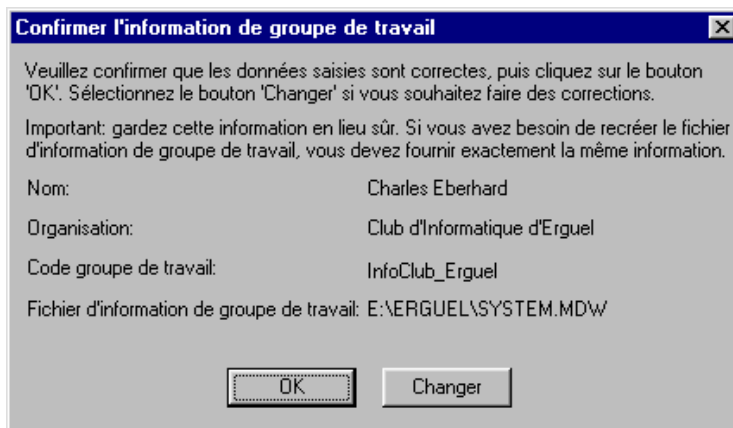 Confirmer l'information de groupe de travail
Veuillez confirmer que les données saisies sont correctes, puis cliquez sur le bouton
'OK'. Sélectionnez le bouton 'Changer' si vous souhaitez faire des corrections.
Important: gardez cette information en lieu sûr. Si vous avez besoin de recréer le fichier
d'information de groupe de travail, vous devez fournir exactement la même information.
Nom: Charles Eberhard
Organisation: Club d'Informatique d'Erguel
Code groupe de travail: InfoClub_Erguel
Fichier d'information de groupe de travail: E:\ERGUEL\SYSTEM.MDW
OK Changer